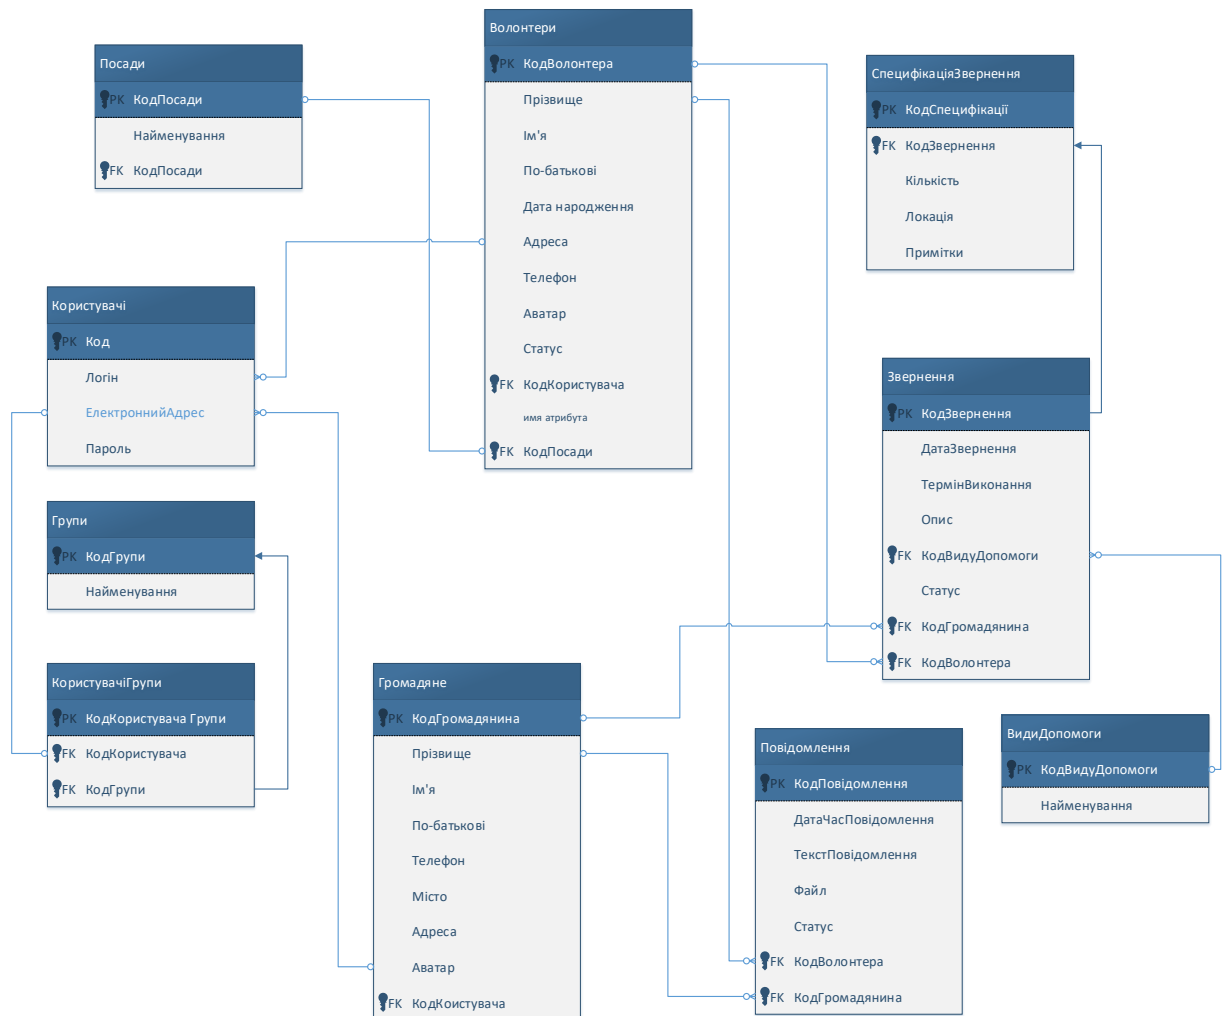 Волонтери
PK КодВолонтера
Прізвище
Ім'я
По-батькові
Дата народження
Адреса
Телефон
Аватар
Статус
FK КодКористувача
имя атрибута
FK КодПосади
Посади
PK КодПосади
Найменування
FK КодПосади
СпецифікаціяЗвернення
PK КодСпецифікації
FK КодЗвернення
Кількість
Локація
Примітки
Користувачі
PK Код
Логін
ЕлектроннийАдрес
Пароль
Звернення
PK КодЗвернення
ДатаЗвернення
ТермінВиконання
Опис
FK КодВидуДопомоги
Статус
FK КодГромадянина
FK КодВолонтера
Групи
PK КодГрупи
Найменування
КористувачіГрупи
PK КодКористувача Групи
FK КодКористувача
FK КодГрупи
Громадяне
PK КодГромадянина
Прізвище
Ім'я
По-батькові
Телефон
Місто
Адреса
Аватар
FK КодКоистувача
Повідомлення
PK КодПовідомлення
ДатаЧасПовідомлення
ТекстПовідомлення
Файл
Статус
FK КодВолонтера
FK КодГромадянина
ВидиДопомоги
PK КодВидуДопомоги
Найменування